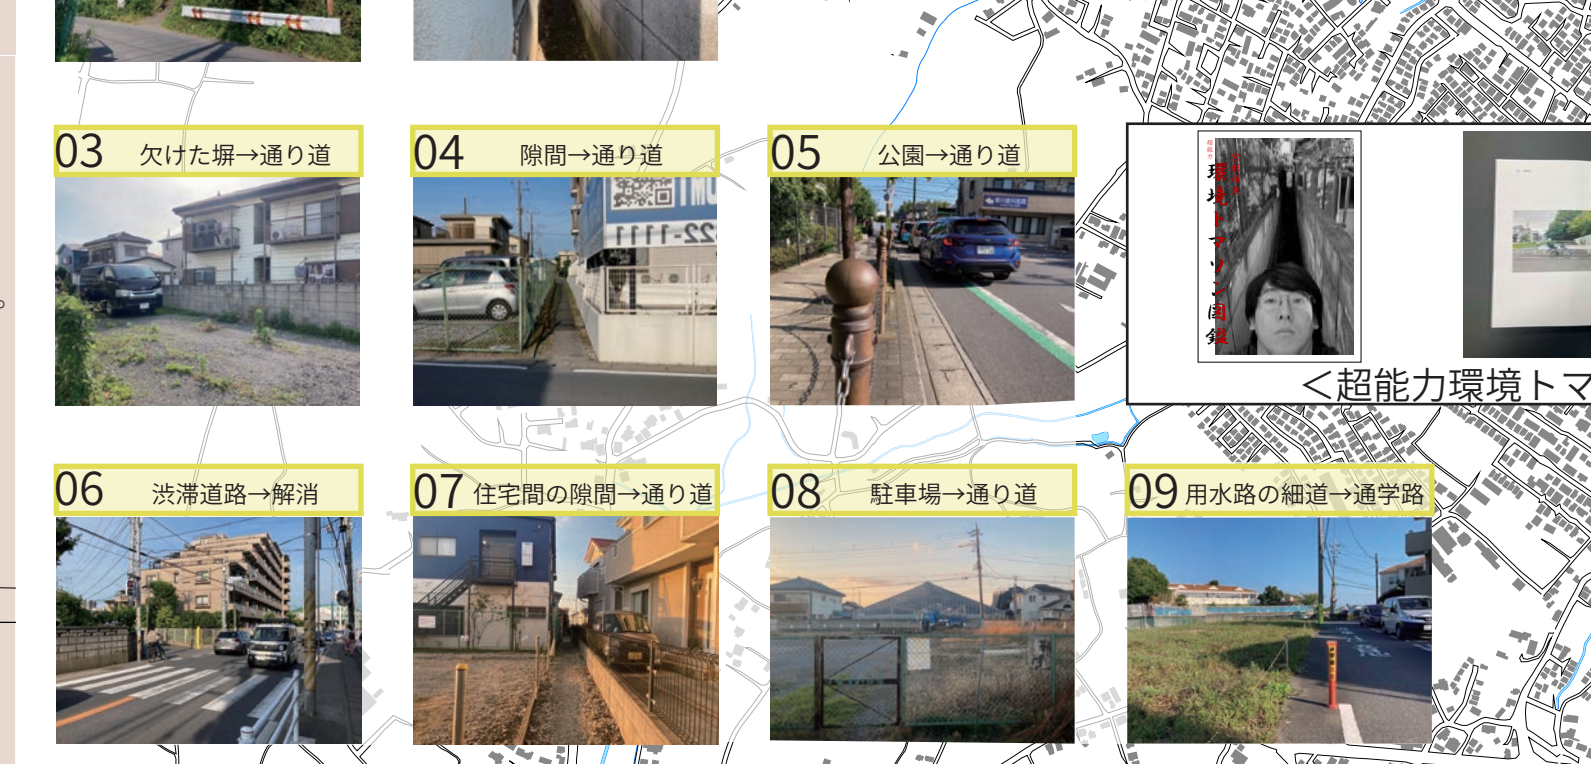 03 欠けた塀→通り道
04 隙間→通り道
05 公園→通り道
超能力
環境トマソン図鑑
<超能力環境トマ
06 渋滞道路→解消
07 住宅間の隙間→通り道
08 駐車場→通り道
09 用水路の細道→通学路